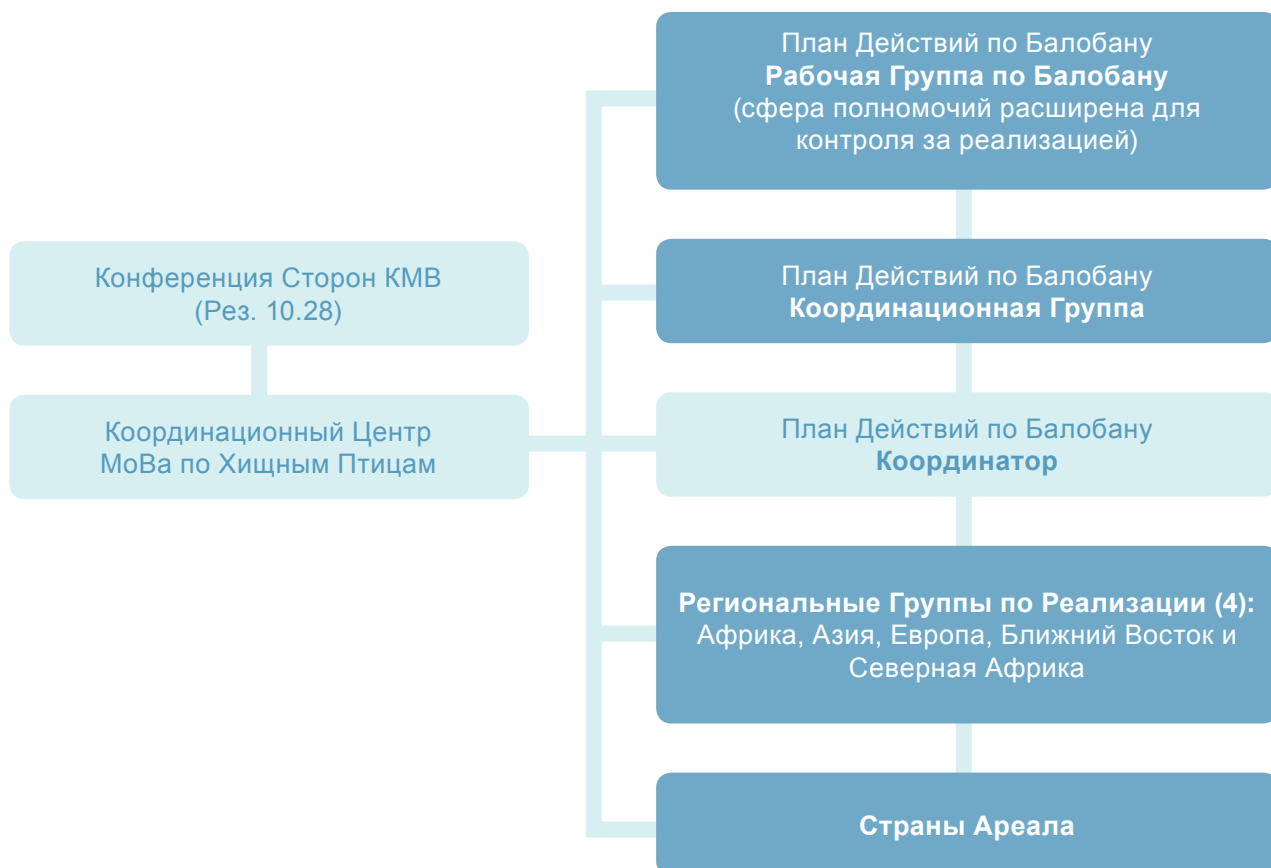 План Действий по Балобану
Рабочая Группа по Балобану
(сфера полномочий расширена для
контроля за реализацией)
Конференция Сторон КМВ
(Рез. 10.28)
План Действий по Балобану
Координационная Группа
Координационный Центр
МоВа по Хищным Птицам
План Действий по Балобану
Координатор
Региональные Группы по Реализации (4):
Африка, Азия, Европа, Ближний Восток и
Северная Африка
Страны Ареала